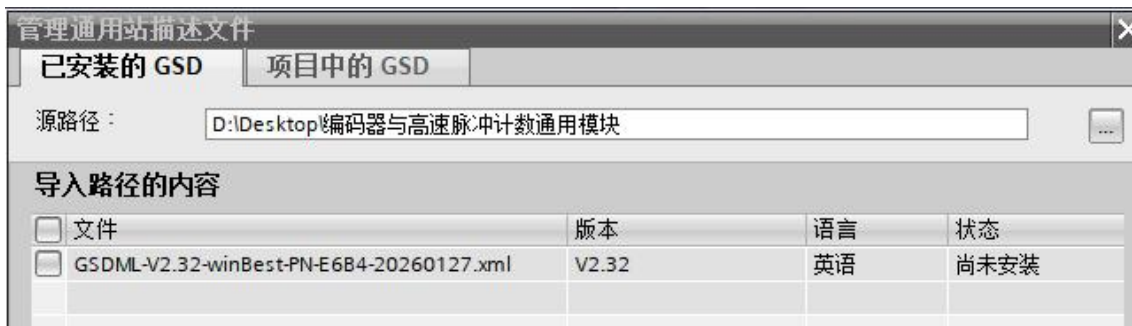 管理通用站描述文件
已安装的 GSD 项目中的 GSD
源路径： D:\Desktop\编码器与高速脉冲计数通用模块 ...
导入路径的内容
文件 版本 语言 状态
GSDML-V2.32-winBest-PN-E6B4-20260127.xml V2.32 英语 尚未安装